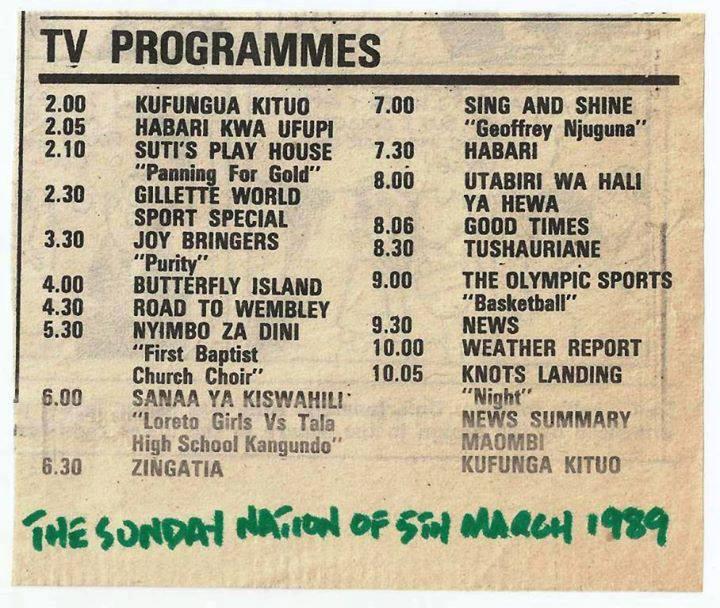 TV PROGRAMMES
2.00 KUFUNGUA KITUO
2.05 HABARI KWA UFUPI
2.10 SUTI'S PLAY HOUSE
"Panning For Gold"
2.30 GILLETTE WORLD
SPORT SPECIAL
3.30 JOY BRINGERS
"Purity"
4.00 BUTTERFLY ISLAND
4.30 ROAD TO WEMBLEY
5.30 NYIMBO ZA DINI
"First Baptist
Church Choir"
6.00 SANAA YA KISWAHILI
"Loreto Girls Vs Tala
High School Kangundo"
6.30 ZINGATIA
7.00 SING AND SHINE
"Geoffrey Njuguna"
7.30 HABARI
8.00 UTABIRI WA HALI
YA HEWA
8.06 GOOD TIMES
8.30 TUSHAURIANE
9.00 THE OLYMPIC SPORTS
"Basketball"
9.30 NEWS
10.00 WEATHER REPORT
10.05 KNOTS LANDING
"Night"
NEWS SUMMARY
MAOMBI
KUFUNGA KITUO
THE SUNDAY NATION OF 5TH MARCH 1989